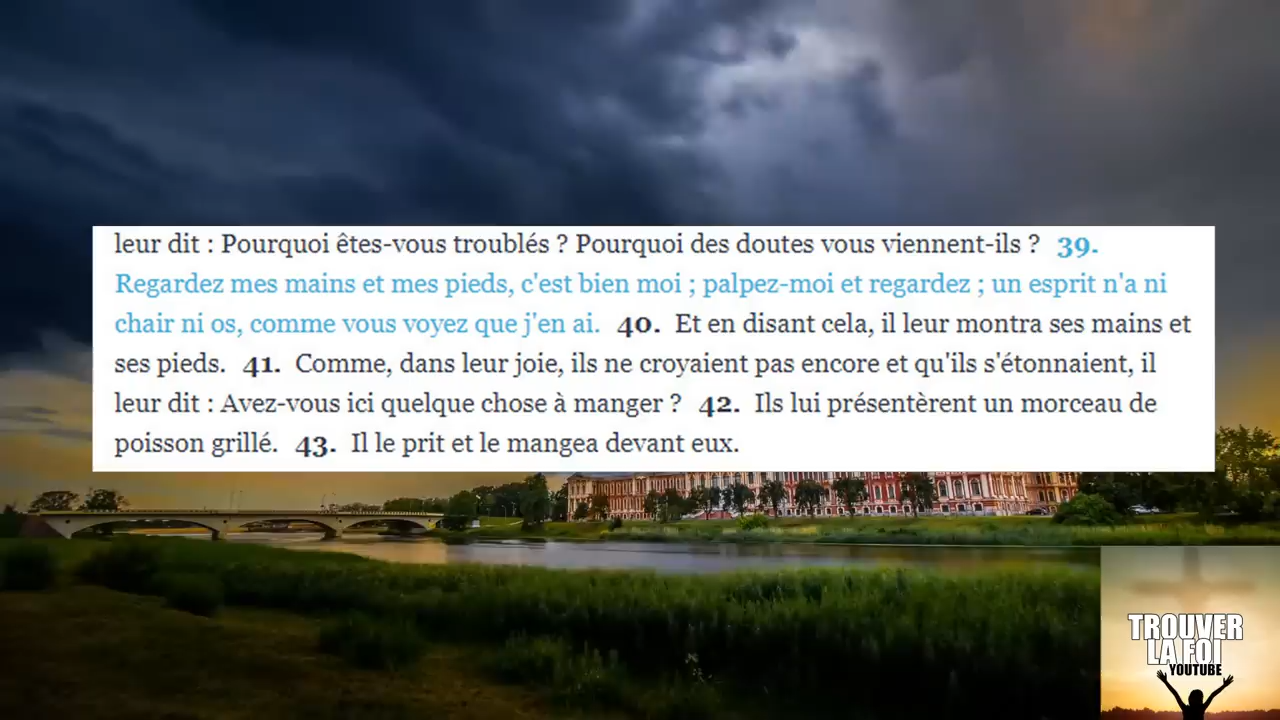 leur dit : Pourquoi êtes-vous troublés ? Pourquoi des doutes vous viennent-ils ? 39.
Regardez mes mains et mes pieds, c'est bien moi ; palpez-moi et regardez ; un esprit n'a ni
chair ni os, comme vous voyez que j'en ai. 40. Et en disant cela, il leur montra ses mains et
ses pieds. 41. Comme, dans leur joie, ils ne croyaient pas encore et qu'ils s'étonnaient, il
leur dit : Avez-vous ici quelque chose à manger ? 42. Ils lui présentèrent un morceau de
poisson grillé. 43. Il le prit et le mangea devant eux.
TROUVER
LA FOI
YOUTUBE